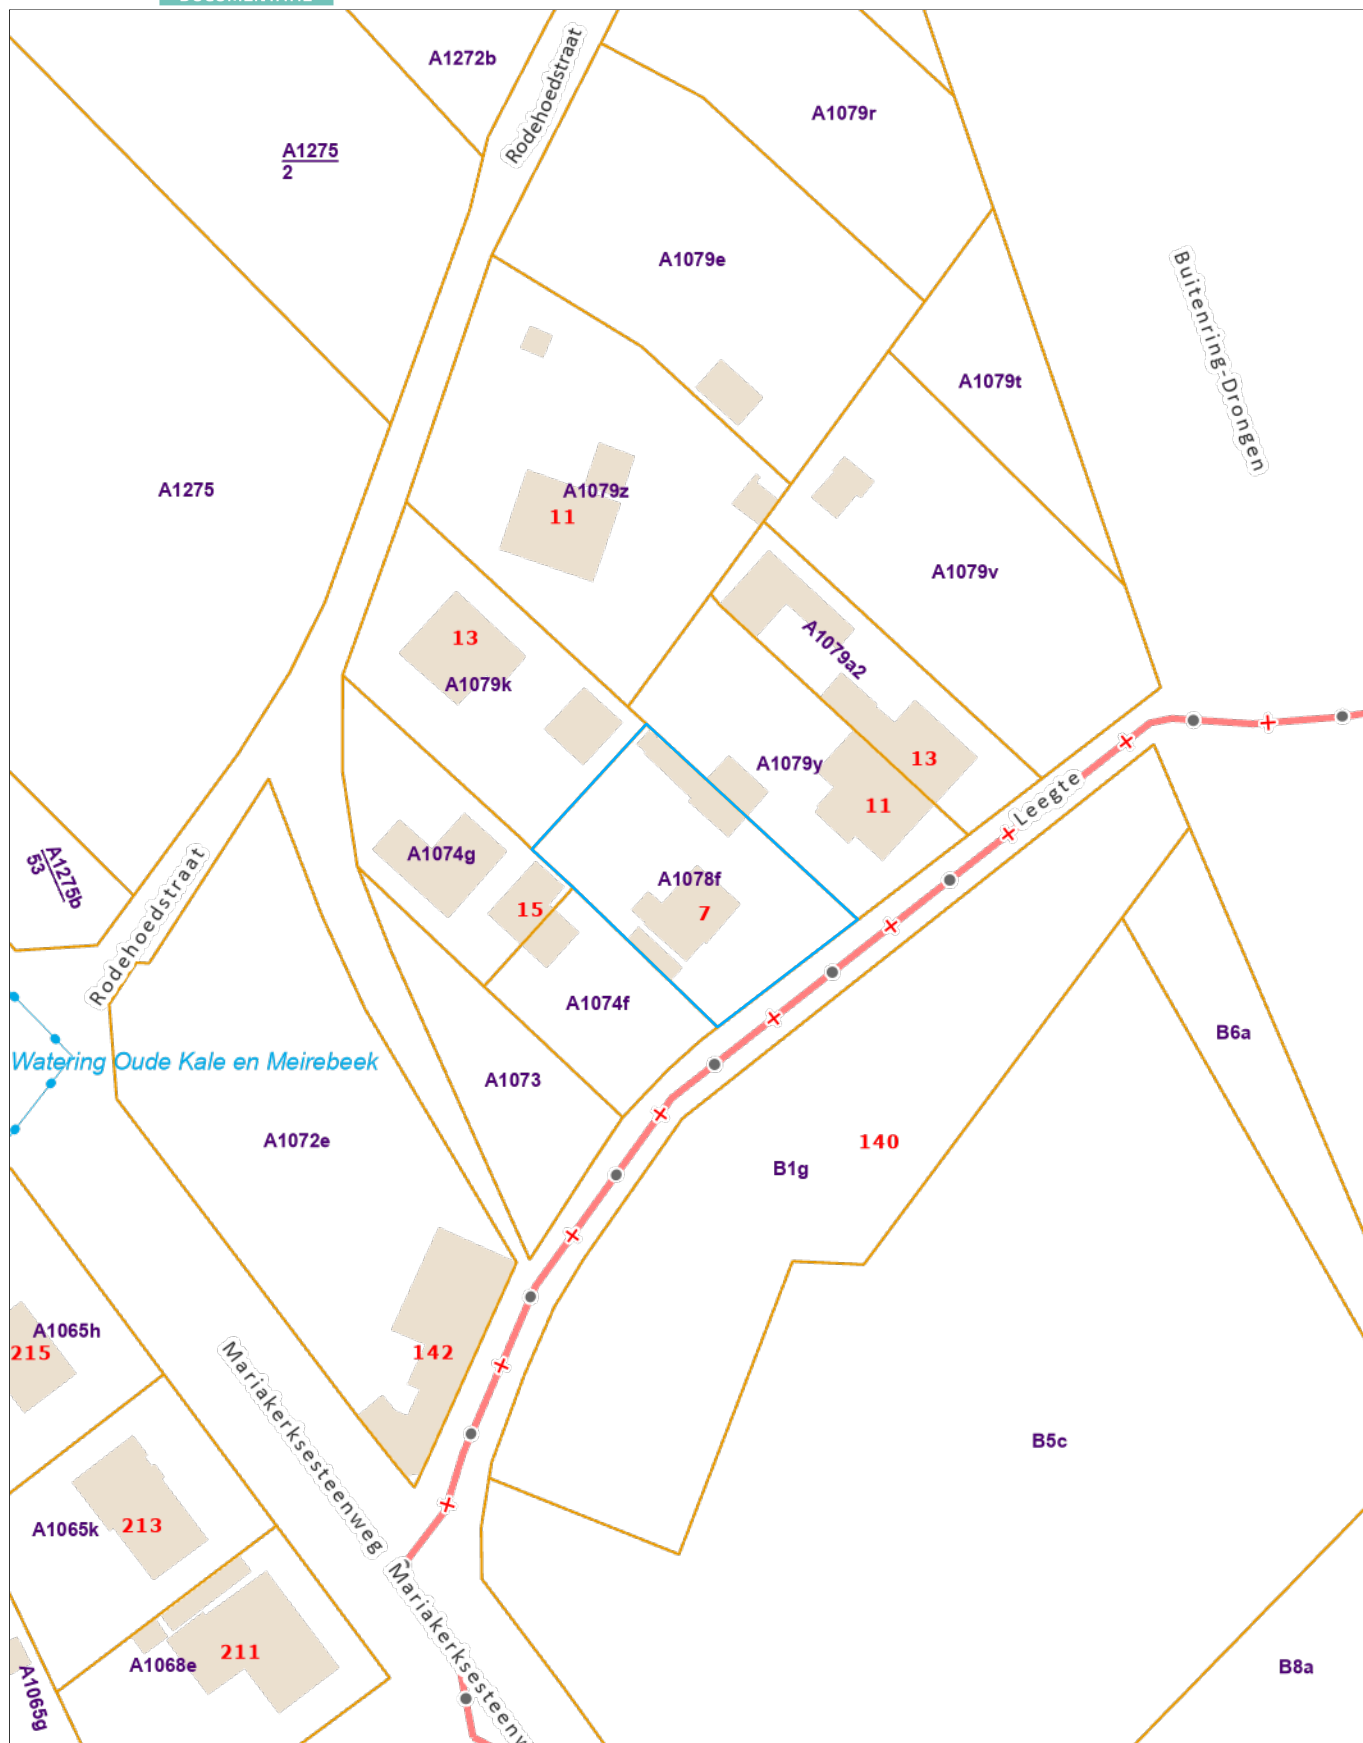 A1272b
Rodehoedstraat
A1079r
A1275
2
A1079e
Buitenring-Drongen
A1079t
A1275
A1079z
11
A1079v
13
A1079a2
A1079k
A1079y
13
11
Leegte
A1074g
A1275b
53
A1078f
7
15
Rodehoedstraat
A1074f
B6a
Watering Oude Kale en Meirebeek
A1073
A1072e
140
B1g
A1065h
215
142
Mariakerksesteenweg
B5c
A1065k
213
Mariakerksesteenw
211
A1068e
B8a
A1065g